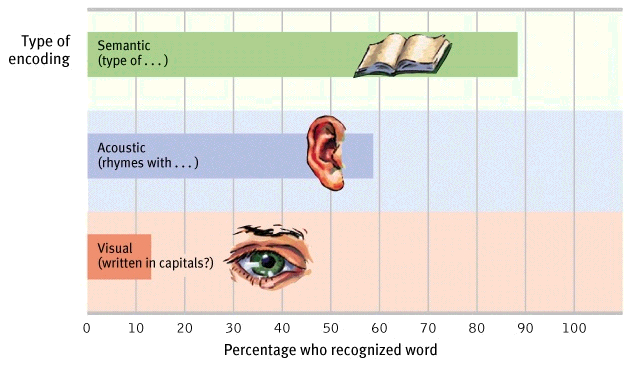 Type of
encoding
Semantic
(type of . . .)
Acoustic
(rhymes with . . .)
Visual
(written in capitals?)
0 10 20 30 40 50 60 70 80 90 100
Percentage who recognized word